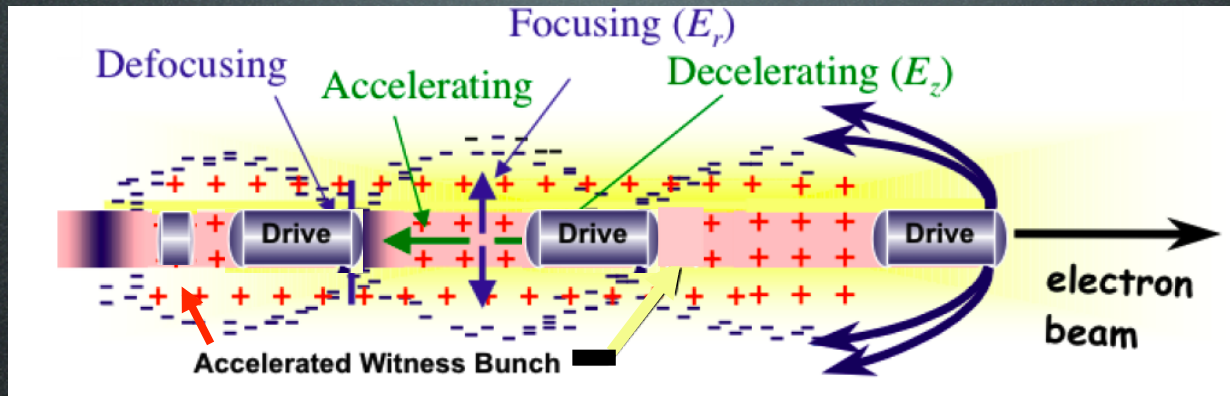 Focusing (E_r)
Defocusing
Accelerating
Decelerating (E_z)
Drive
Drive
Drive
electron
beam
Accelerated Witness Bunch